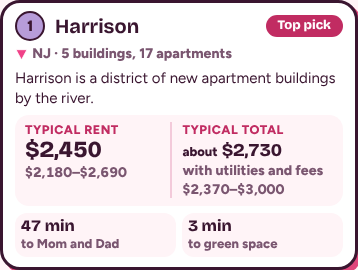 1 Harrison Top pick
▼ NJ · 5 buildings, 17 apartments
Harrison is a district of new apartment buildings
by the river.
TYPICAL RENT
$2,450
$2,180–$2,690
TYPICAL TOTAL
about $2,730
with utilities and fees
$2,370–$3,000
47 min
to Mom and Dad
3 min
to green space